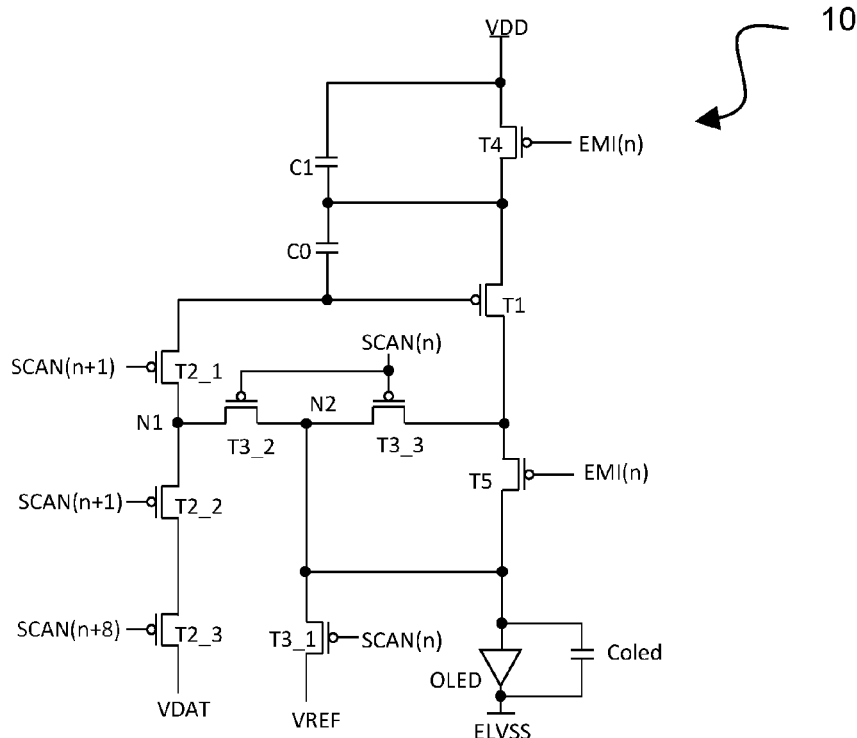 10
VDD
T4
EMI(n)
C1
C0
T1
SCAN(n)
SCAN(n+1)
T2_1
N1
N2
T3_2
T3_3
T5
EMI(n)
SCAN(n+1)
T2_2
SCAN(n+8)
T2_3
T3_1
SCAN(n)
OLED
Coled
VDAT
VREF
ELVSS